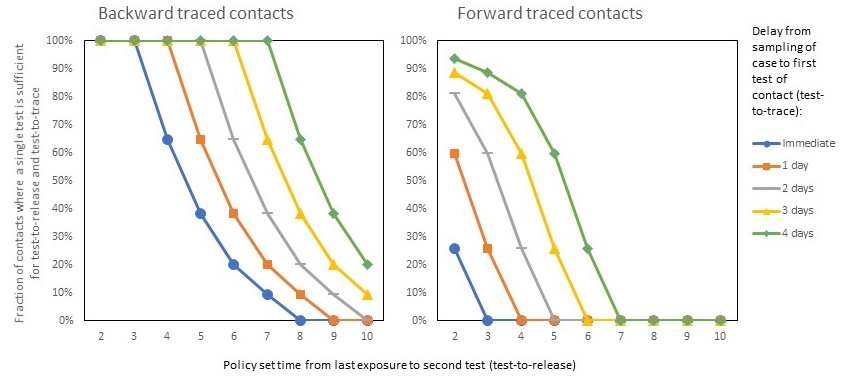 Backward traced contacts
Forward traced contacts
Fraction of contacts where a single test is sufficient
for test-to-release and test-to-trace
100%
90%
80%
70%
60%
50%
40%
30%
20%
10%
0%
2 3 4 5 6 7 8 9 10
100%
90%
80%
70%
60%
50%
40%
30%
20%
10%
0%
2 3 4 5 6 7 8 9 10
Policy set time from last exposure to second test (test-to-release)
Delay from
sampling of
case to first
test of
contact (test-
to-trace):
Immediate
1 day
2 days
3 days
4 days